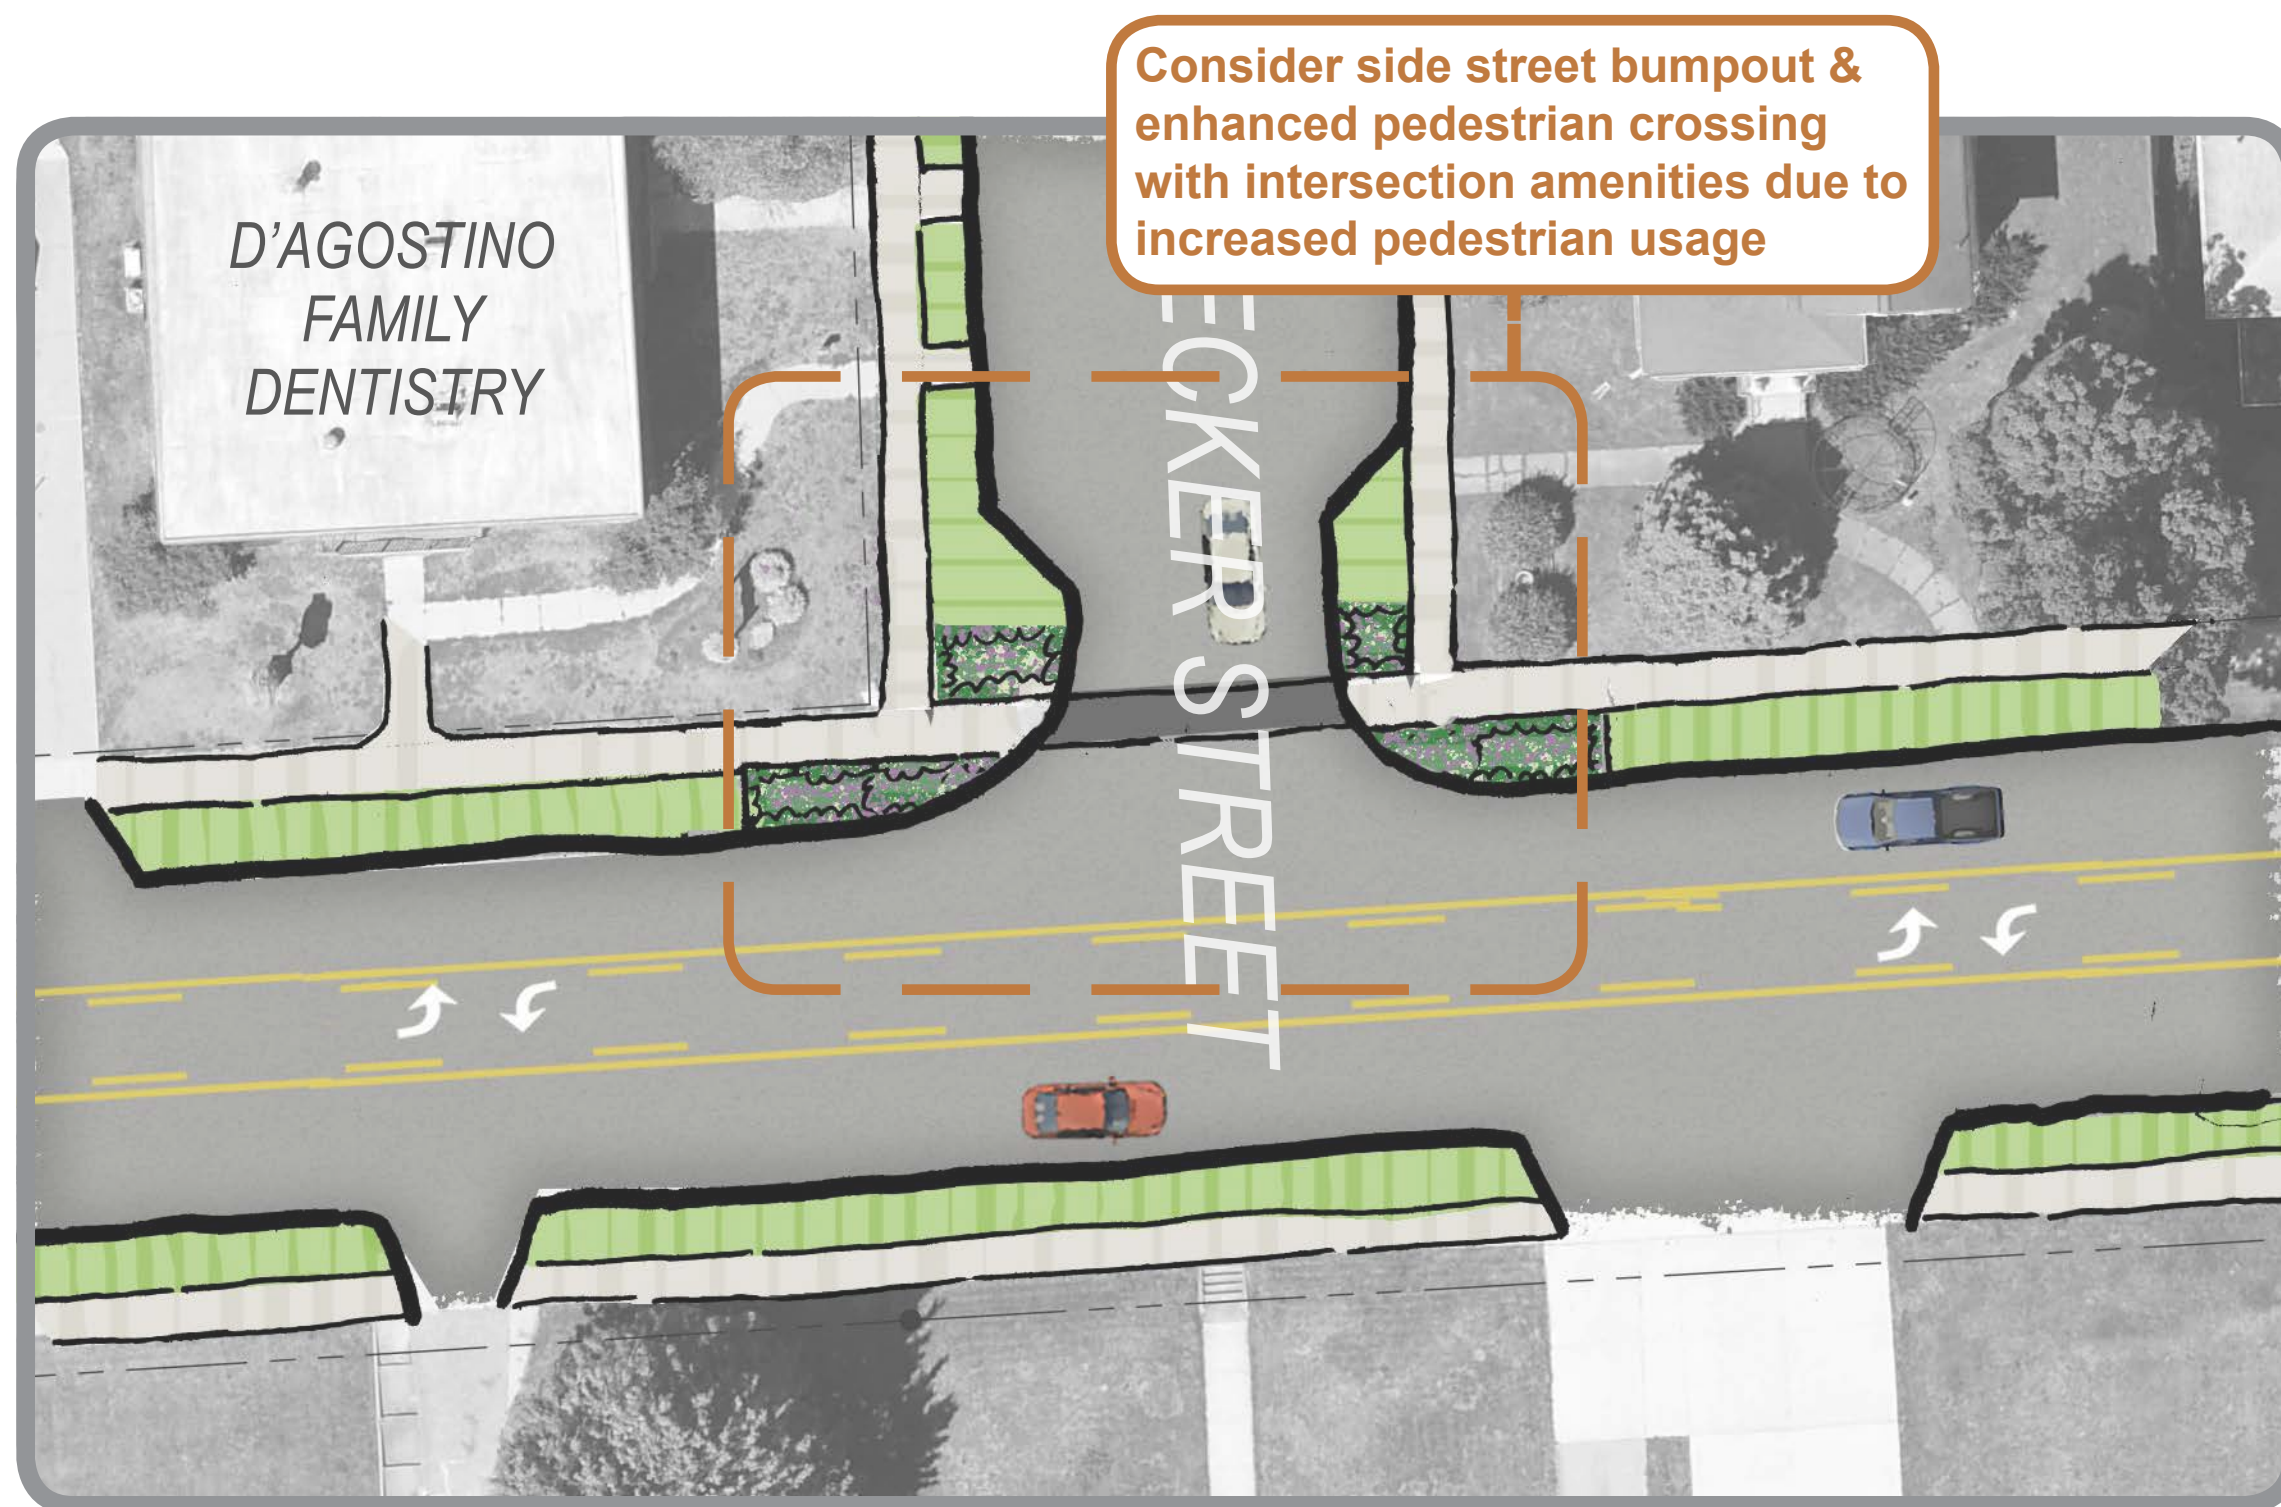 Consider side street bumpout &
enhanced pedestrian crossing
with intersection amenities due to
increased pedestrian usage
D’AGOSTINO
FAMILY
DENTISTRY
ECKER STREET